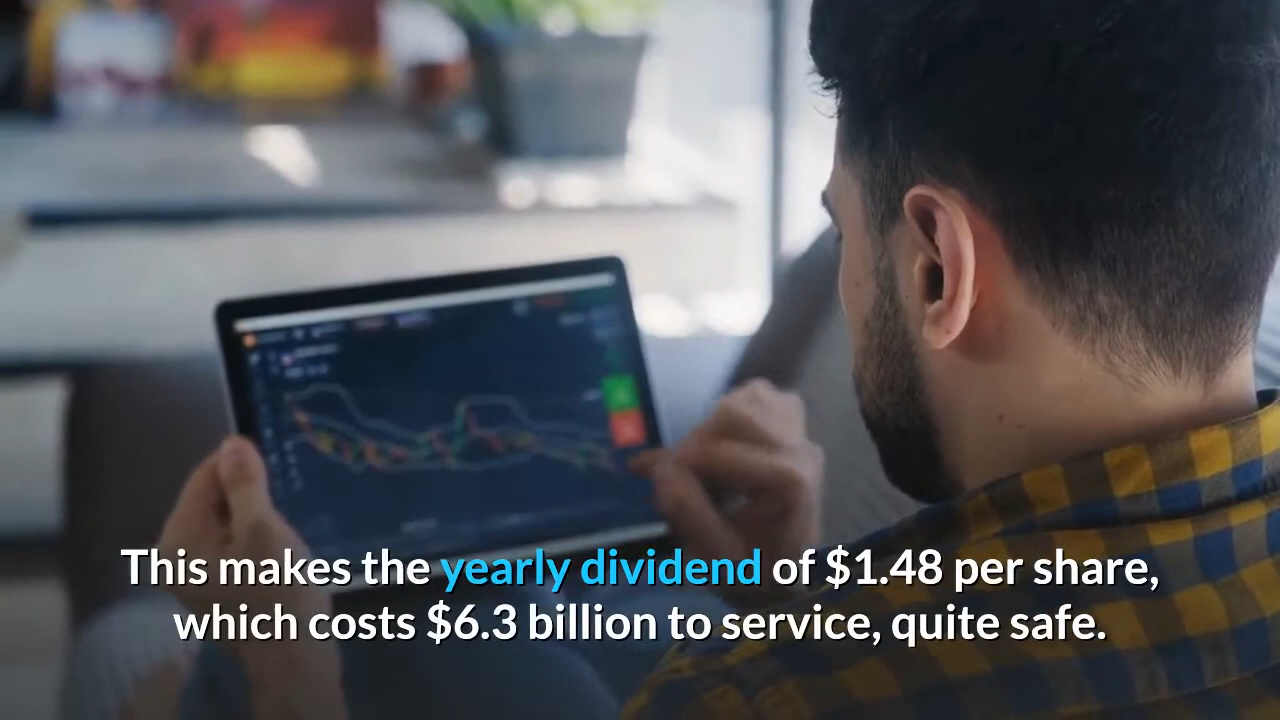 This makes the yearly dividend of $1.48 per share,
which costs $6.3 billion to service, quite safe.